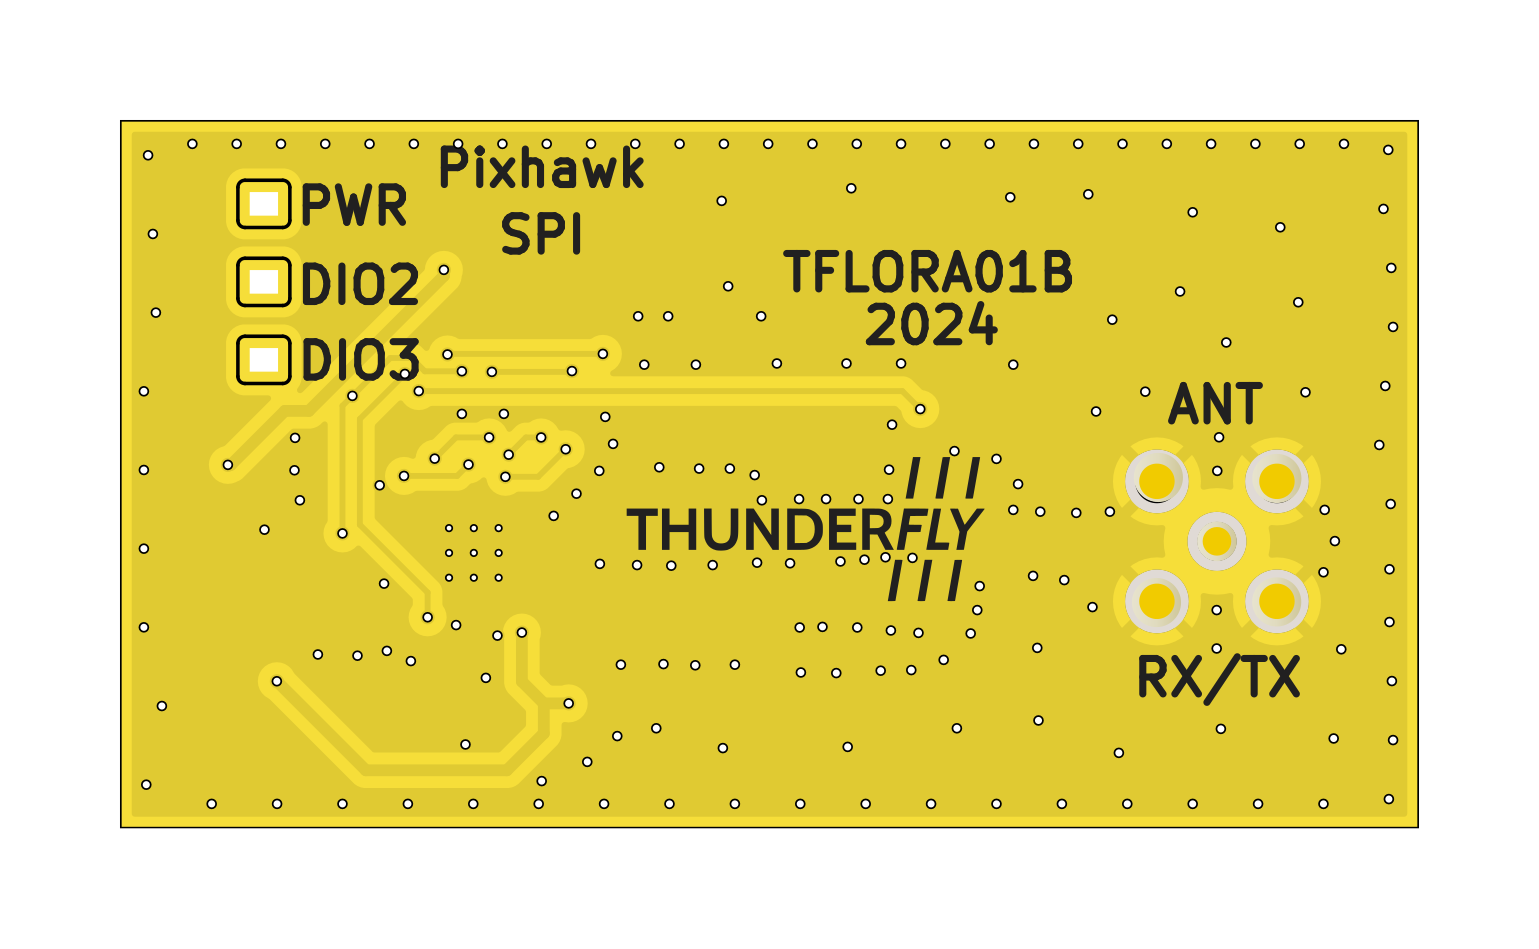 Pixhawk
SPI
PWR
DIO2
DIO3
TFLORA01B
2024
ANT
THUNDERFLY
RX/TX